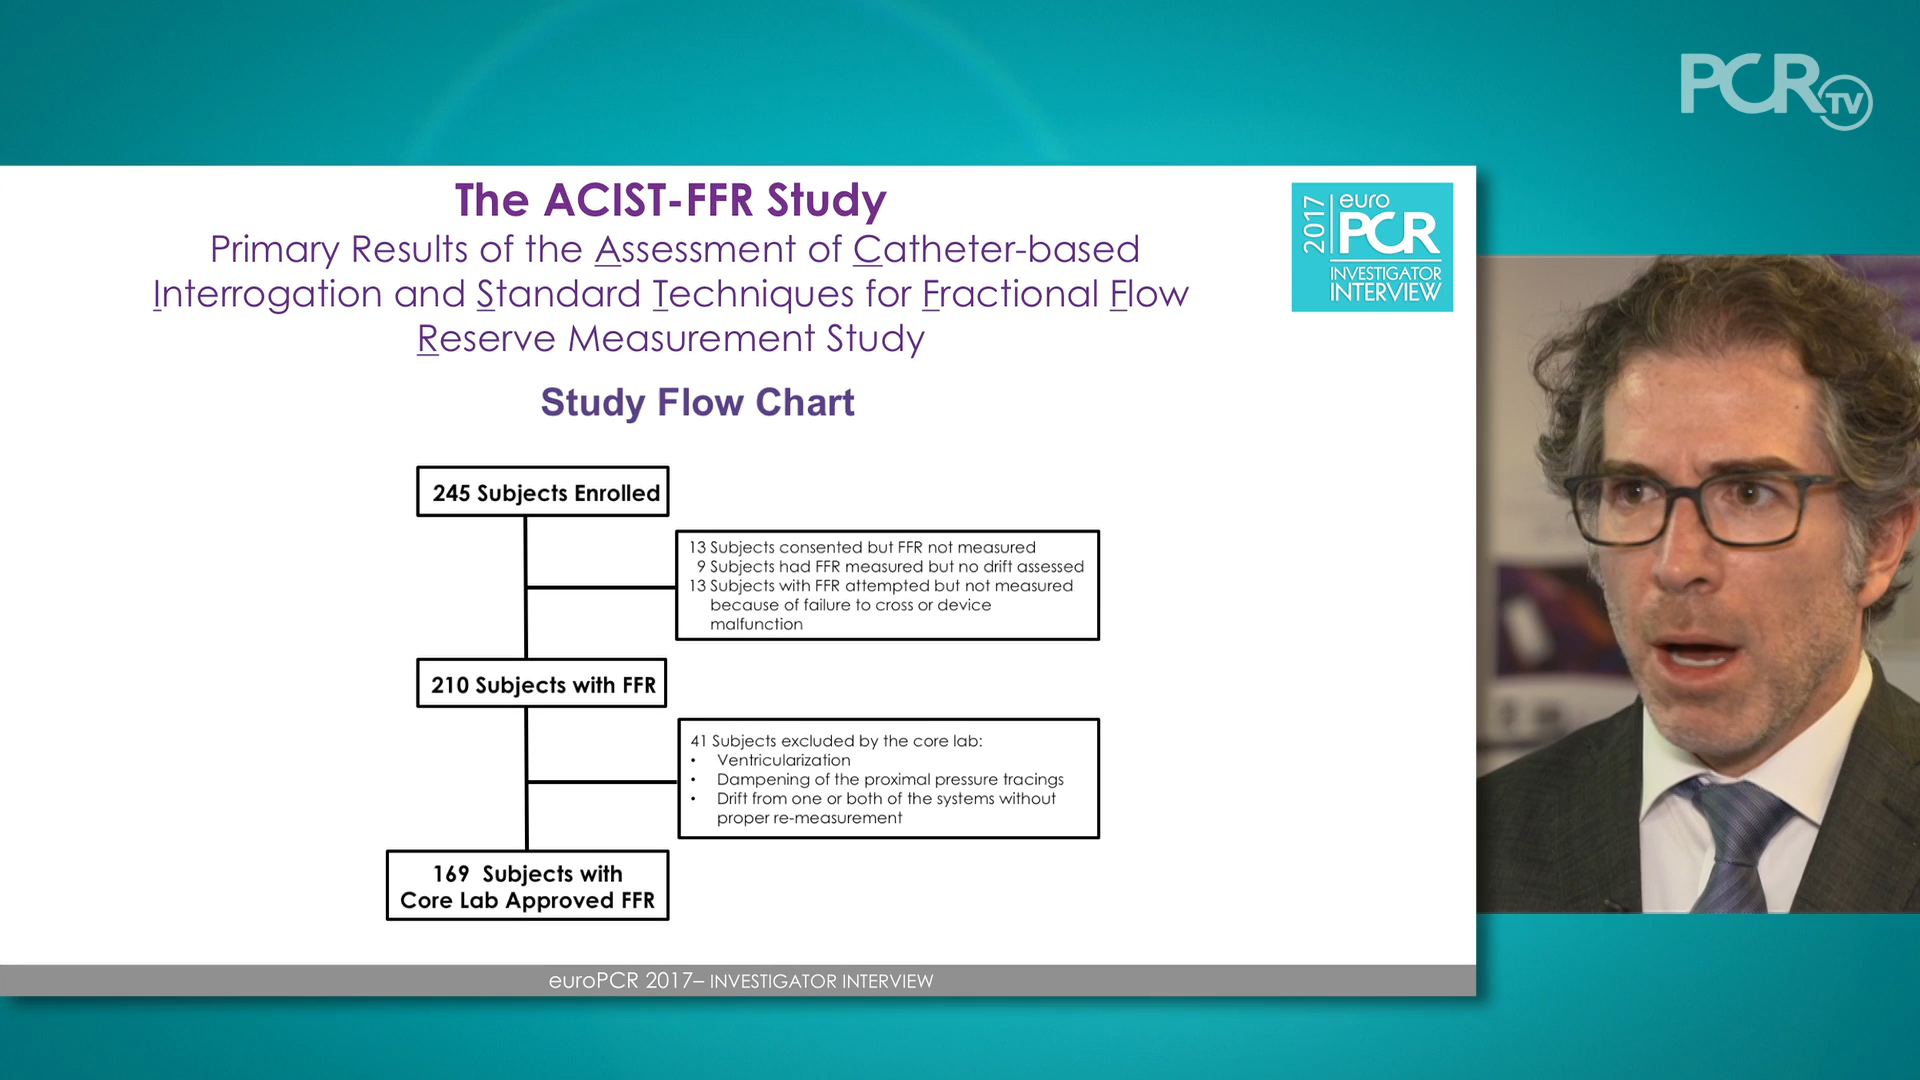 PCR TV
The ACIST-FFR Study
Primary Results of the Assessment of Catheter-based
Interrogation and Standard Techniques for Fractional Flow
Reserve Measurement Study
2017
euro
PCR
INVESTIGATOR
INTERVIEW
Study Flow Chart
245 Subjects Enrolled
13 Subjects consented but FFR not measured
9 Subjects had FFR measured but no drift assessed
13 Subjects with FFR attempted but not measured
because of failure to cross or device
malfunction
210 Subjects with FFR
41 Subjects excluded by the core lab:
• Ventricularization
• Dampening of the proximal pressure tracings
• Drift from one or both of the systems without
proper re-measurement
169 Subjects with
Core Lab Approved FFR
euroPCR 2017– INVESTIGATOR INTERVIEW